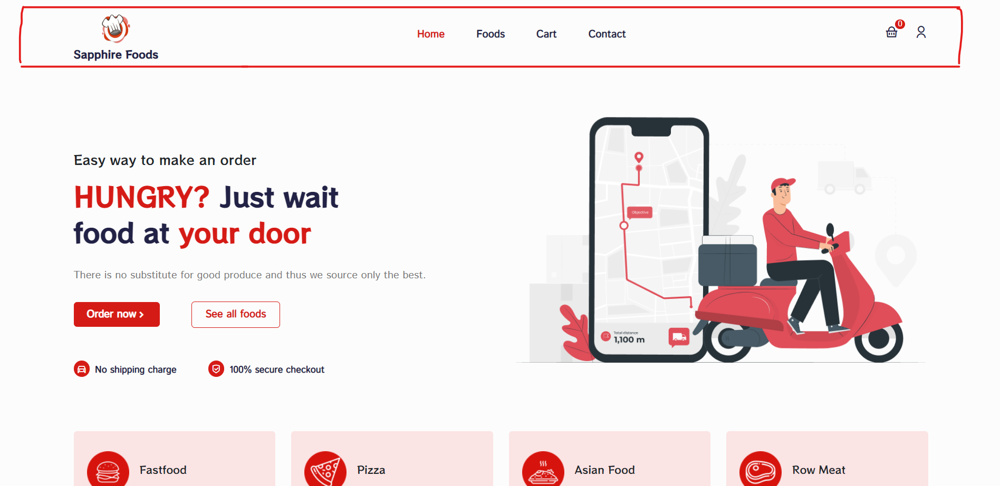 Sapphire Foods
Home Foods Cart Contact
0
Easy way to make an order
HUNGRY? Just wait
food at your door
There is no substitute for good produce and thus we source only the best.
Order now
See all foods
No shipping charge
100% secure checkout
Objective
Total distance
1,100 m
Fastfood
Pizza
Asian Food
Row Meat